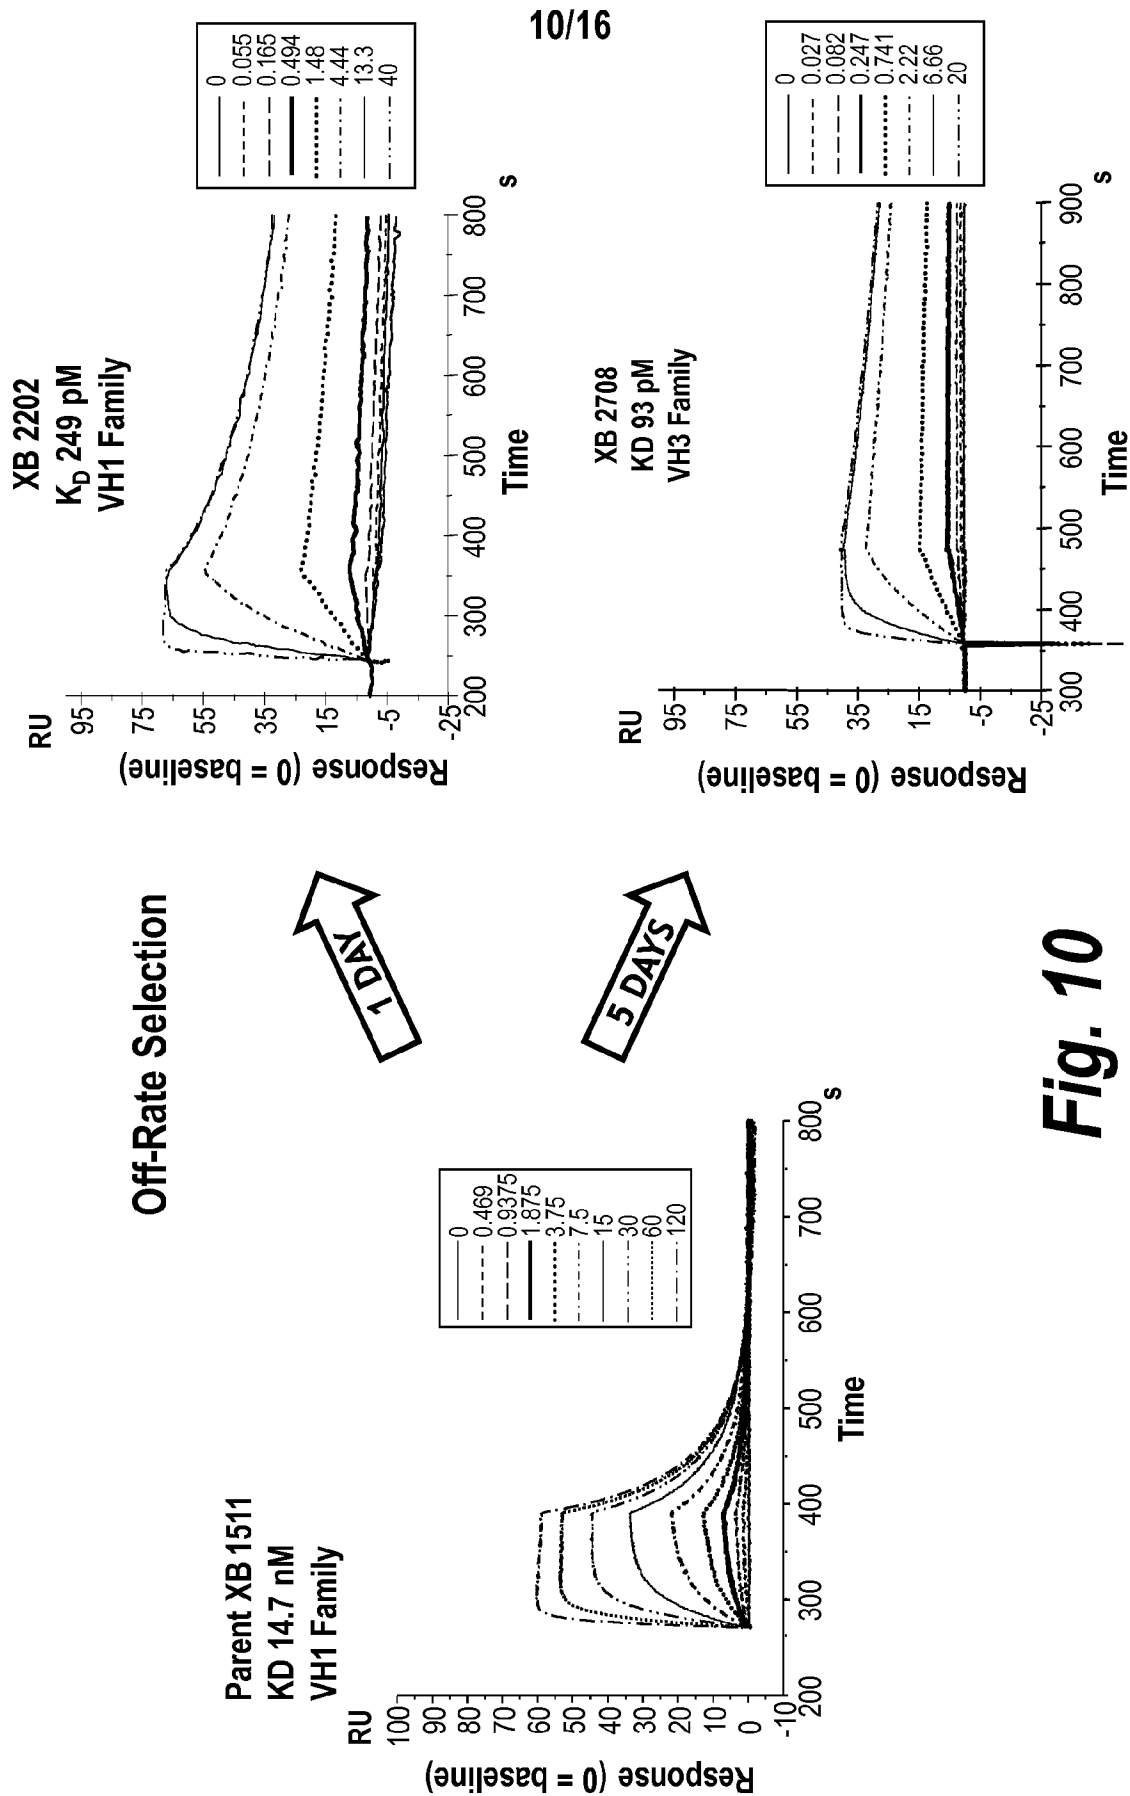 10/16
Off-Rate Selection
Parent XB 1511
KD 14.7 nM
VH1 Family
RU
100
90
80
70
60
50
40
30
20
10
0
-10
Response (0 = baseline)
200
300
400
500
600
700
800
s
Time
0
0.469
0.9375
1.875
3.75
7.5
15
30
60
120
1 DAY
5 DAYS
XB 2202
KD 249 pM
VH1 Family
RU
95
75
55
35
15
-5
-25
Response (0 = baseline)
200
300
400
500
600
700
800
s
Time
0
0.055
0.165
0.494
1.48
4.44
13.3
40
XB 2708
KD 93 pM
VH3 Family
RU
95
75
55
35
15
-5
-25
Response (0 = baseline)
300
400
500
600
700
800
900
s
Time
0
0.027
0.082
0.247
0.741
2.22
6.66
20
Fig. 10